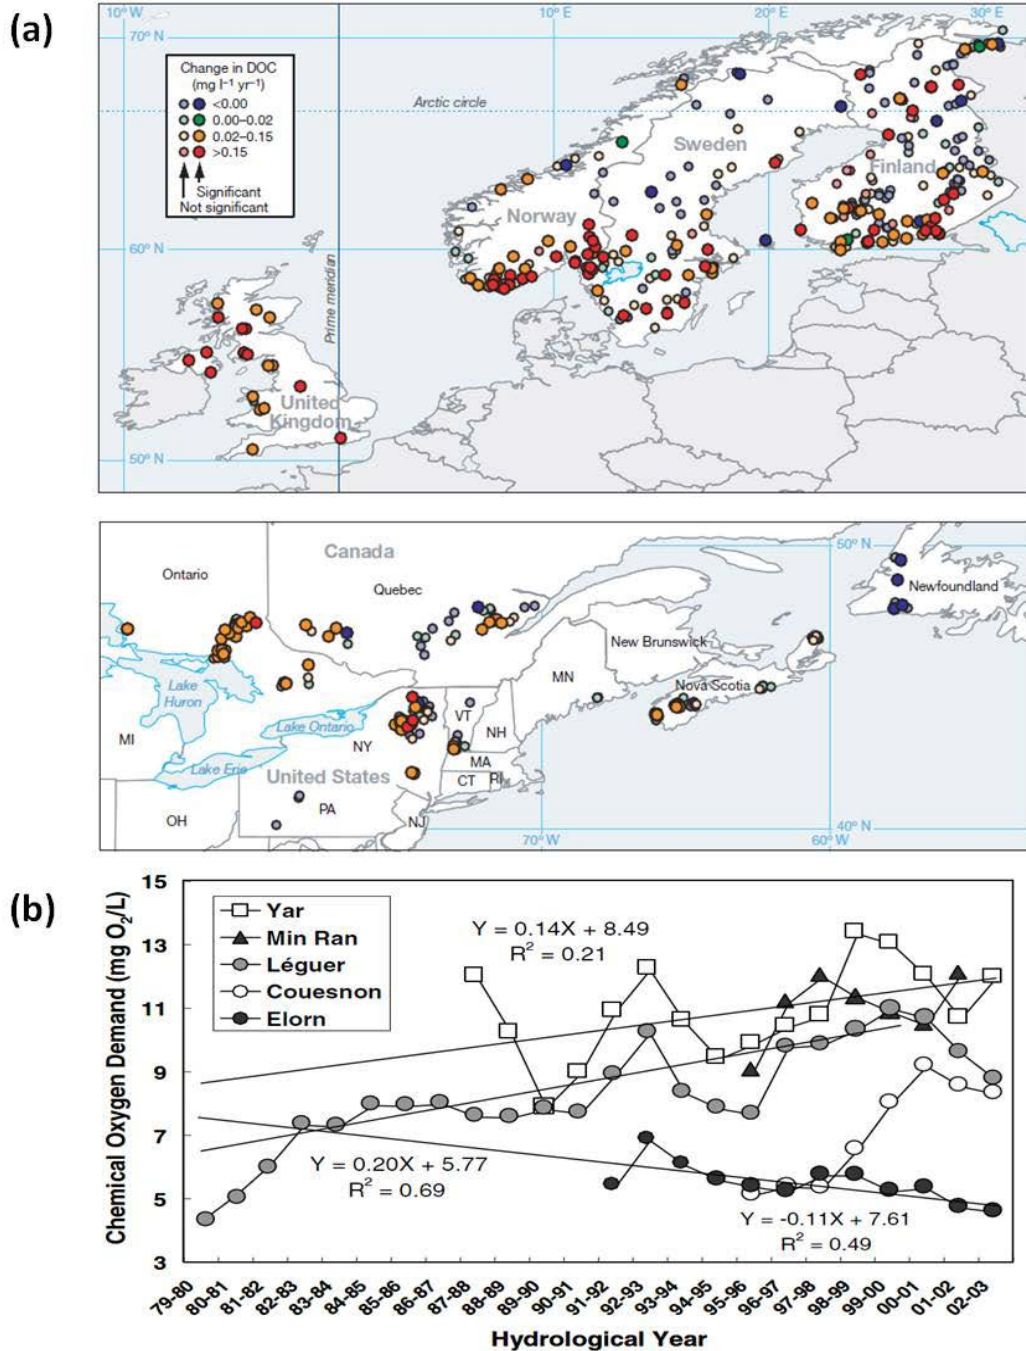 (a)
10° W
10° E
20° E
30° E
70° N
Change in DOC
(mg l⁻¹ yr⁻¹)
<0.00
0.00–0.02
0.02–0.15
>0.15
Significant
Not significant
Arctic circle
Prime meridian
Sweden
Finland
Norway
60° N
United
Kingdom
50° N
Canada
Ontario
Quebec
50° N
Newfoundland
New Brunswick
Nova Scotia
MN
Lake
Huron
Lake Ontario
VT
NH
MI
NY
MA
Lake Erie
United States
CT
RI
OH
PA
NJ
70° W
60° W
40° N
(b)
Chemical Oxygen Demand (mg O₂/L)
15
13
11
9
7
5
3
Yar
Min Ran
Léguer
Couesnon
Elorn
Y = 0.14X + 8.49
R² = 0.21
Y = 0.20X + 5.77
R² = 0.69
Y = -0.11X + 7.61
R² = 0.49
79-80
80-81
81-82
82-83
83-84
84-85
85-86
86-87
87-88
88-89
89-90
90-91
91-92
92-93
93-94
94-95
95-96
96-97
97-98
98-99
99-00
00-01
01-02
02-03
Hydrological Year